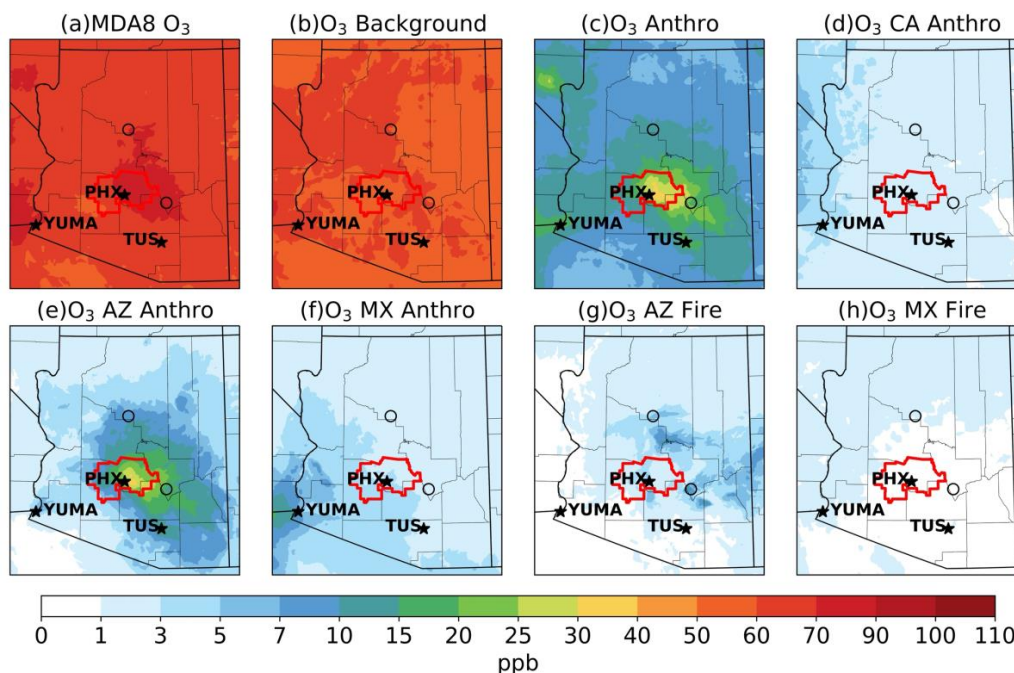 (a)MDA8 O₃
(b)O₃ Background
(c)O₃ Anthro
(d)O₃ CA Anthro
PHX
YUMA
TUS
PHX
YUMA
TUS
PHX
YUMA
TUS
PHX
YUMA
TUS
(e)O₃ AZ Anthro
(f)O₃ MX Anthro
(g)O₃ AZ Fire
(h)O₃ MX Fire
PHX
YUMA
TUS
PHX
YUMA
TUS
PHX
YUMA
TUS
PHX
YUMA
TUS
0 1 3 5 7 10 15 20 25 30 40 50 60 70 90 100 110
ppb